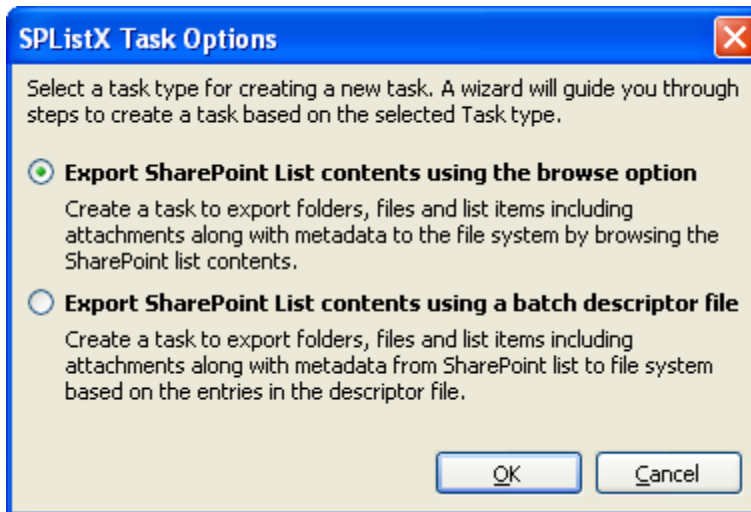 SPListX Task Options
Select a task type for creating a new task. A wizard will guide you through
steps to create a task based on the selected Task type.
Export SharePoint List contents using the browse option
Create a task to export folders, files and list items including
attachments along with metadata to the file system by browsing the
SharePoint list contents.
Export SharePoint List contents using a batch descriptor file
Create a task to export folders, files and list items including
attachments along with metadata from SharePoint list to file system
based on the entries in the descriptor file.
OK
Cancel